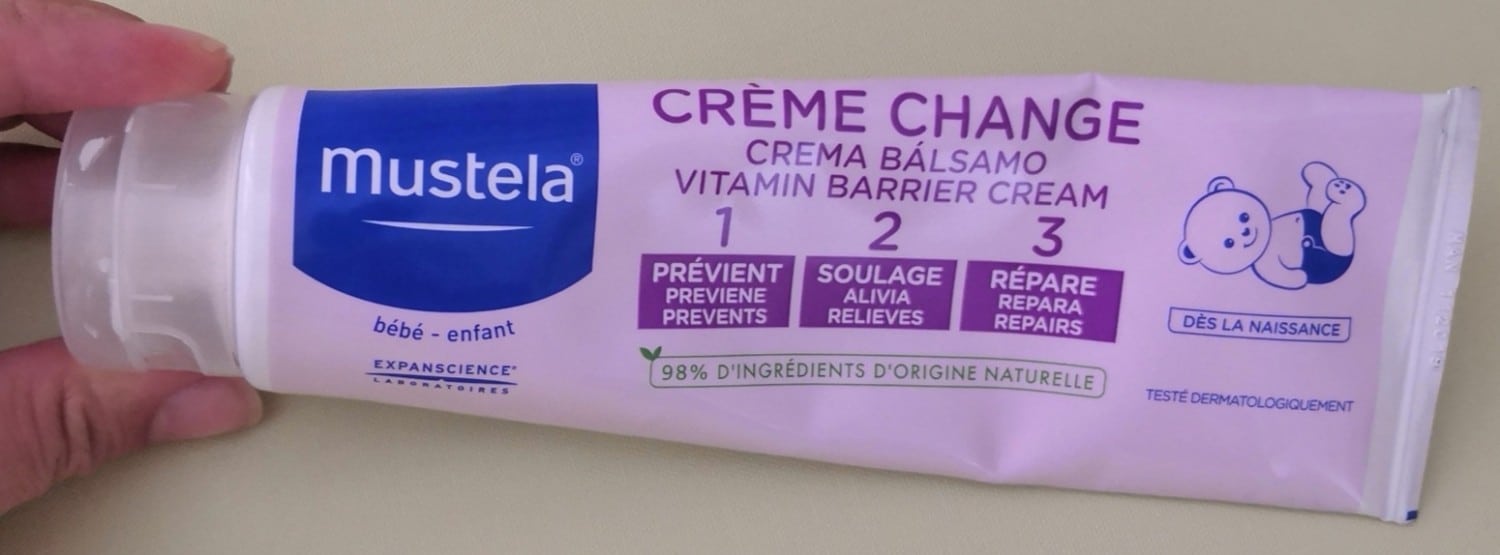 mustela®
bébé - enfant
EXPANSCIENCE®
LABORATOIRES
CRÈME CHANGE
CREMA BÁLSAMO
VITAMIN BARRIER CREAM
1
PRÉVIENT
PREVIENE
PREVENTS
2
SOULAGE
ALIVIA
RELIEVES
3
RÉPARE
REPARA
REPAIRS
98% D'INGRÉDIENTS D'ORIGINE NATURELLE
DÈS LA NAISSANCE
TESTÉ DERMATOLOGIQUEMENT